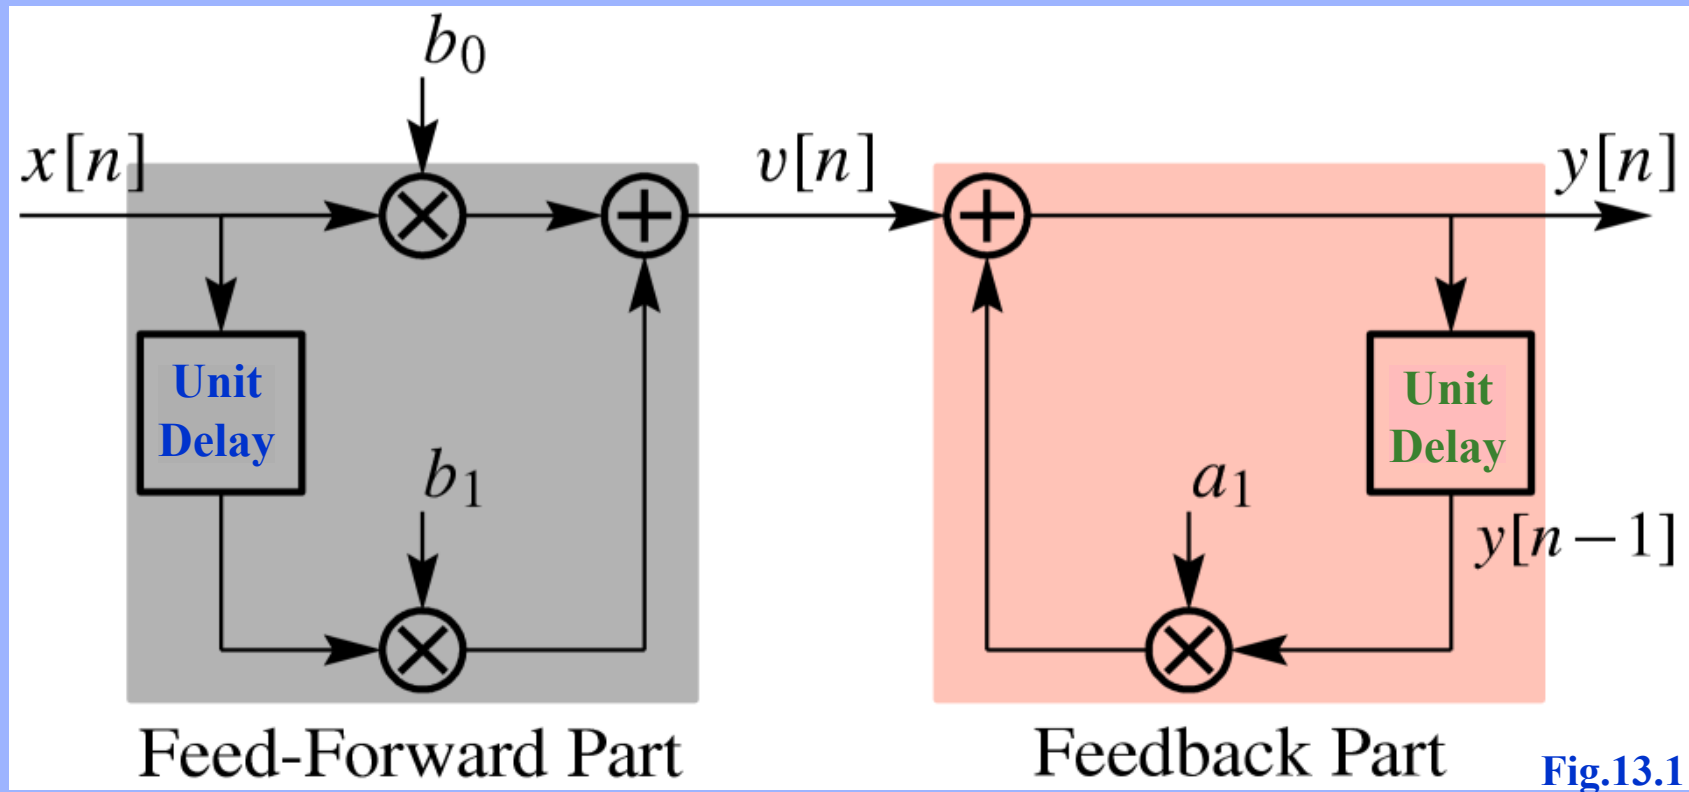 b₀
x[n]
v[n]
y[n]
Unit
Delay
Unit
Delay
b₁
a₁
y[n − 1]
Feed-Forward Part
Feedback Part
Fig.13.1